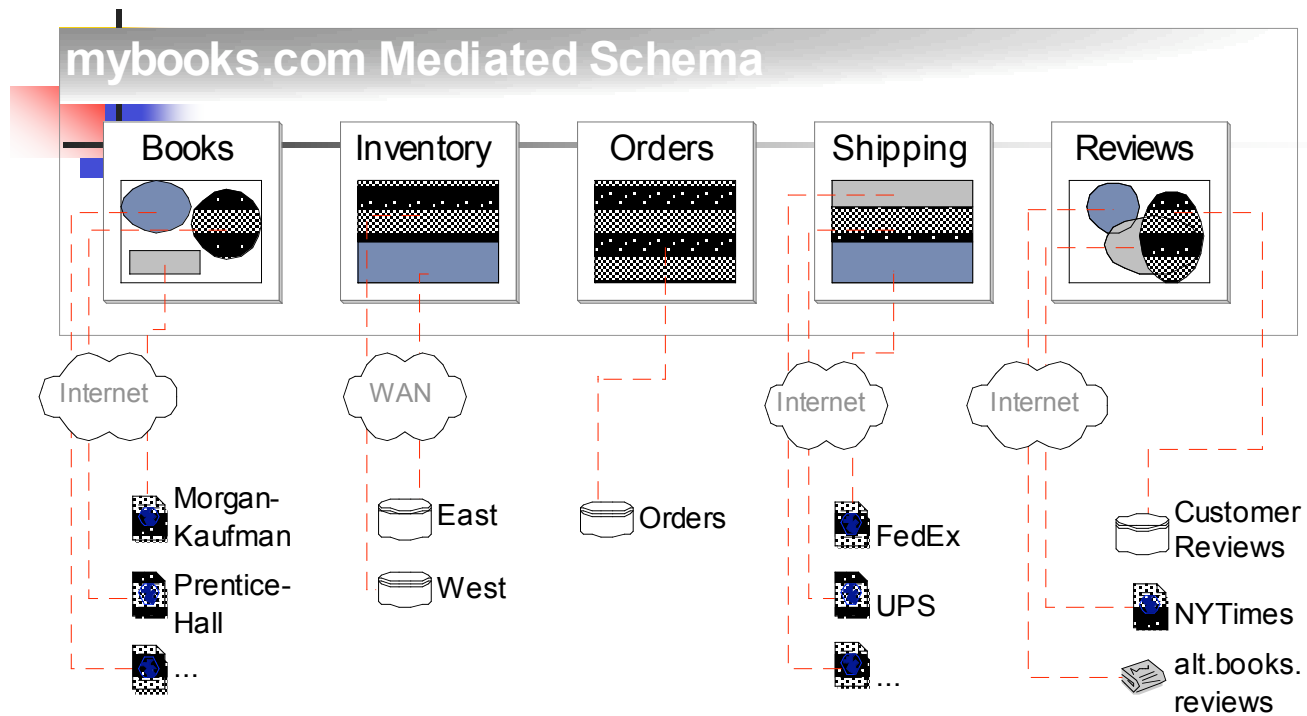 mybooks.com Mediated Schema
Books
Inventory
Orders
Shipping
Reviews
Internet
WAN
Internet
Internet
Morgan-
Kaufman
Prentice-
Hall
...
East
West
Orders
FedEx
UPS
...
Customer
Reviews
NYTimes
alt.books.
reviews